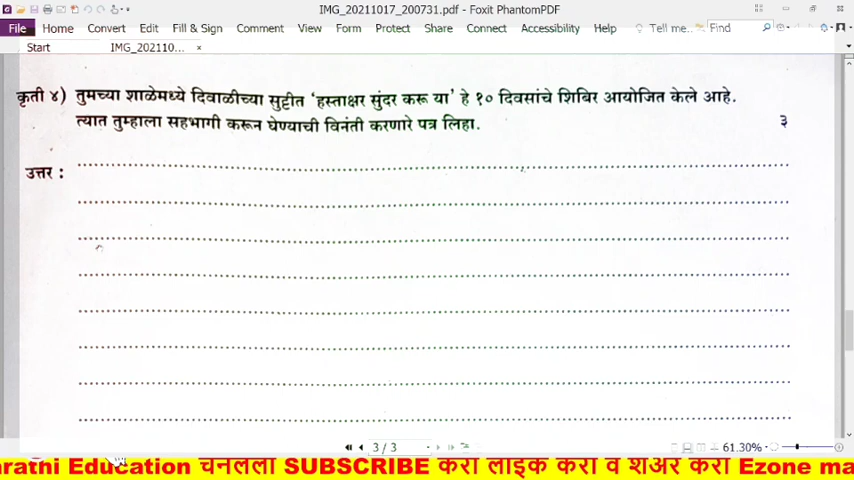 IMG_20211017_200731.pdf - Foxit PhantomPDF
File Home Convert Edit Fill & Sign Comment View Form Protect Share Connect Accessibility Help Tell me... Find
Start IMG_202110... ×
कृती ४) तुमच्या शाळेमध्ये दिवाळीच्या सुट्टीत ‘हस्ताक्षर सुंदर करू या’ हे १० दिवसांचे शिबिर आयोजित केले आहे.
त्यात तुम्हाला सहभागी करून घेण्याची विनंती करणारे पत्र लिहा. ३
उत्तर :
3 / 3 61.30%
arathi Education चनलला SUBSCRIBE करा लाइक करा व शेअर करा Ezone ma